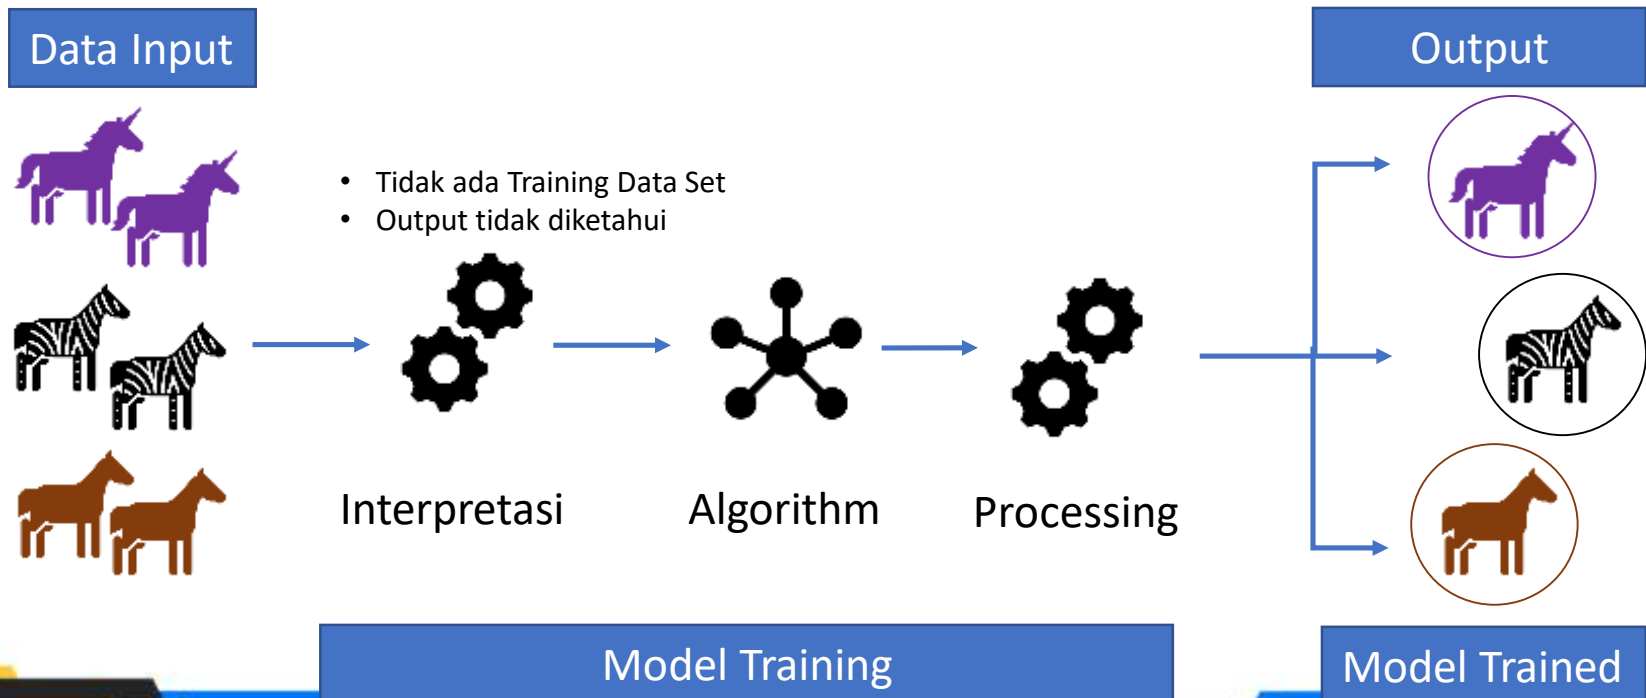 Data Input
Output
• Tidak ada Training Data Set
• Output tidak diketahui
Interpretasi
Algorithm
Processing
Model Training
Model Trained